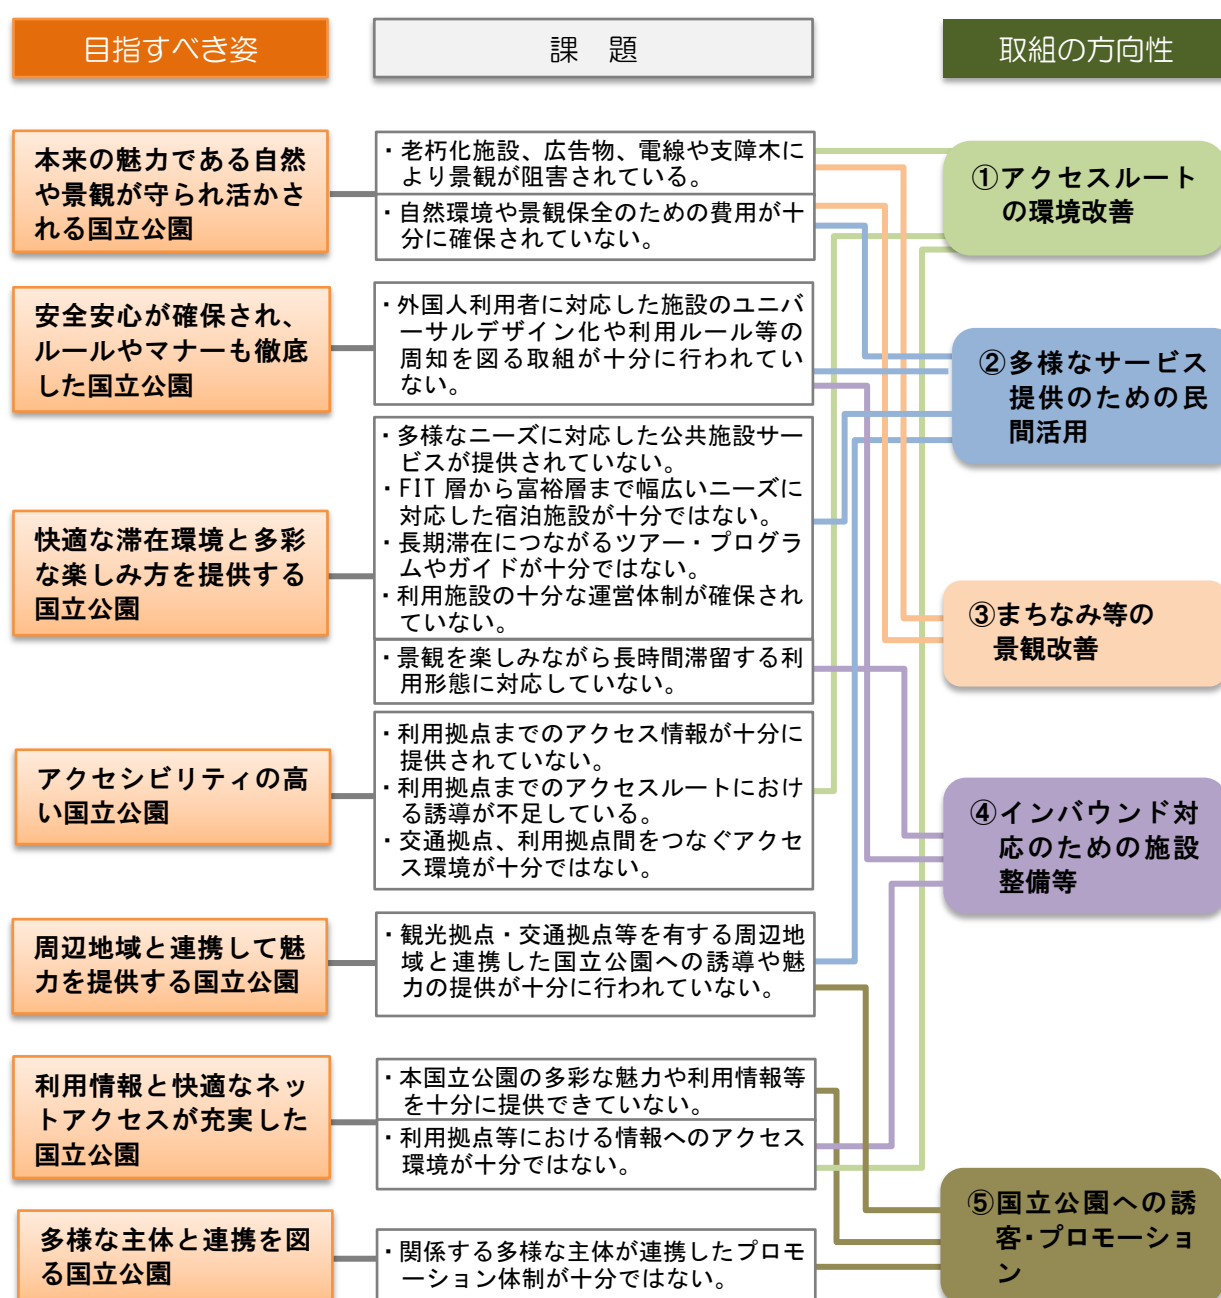 目指すべき姿
課　題
取組の方向性
本来の魅力である自然
や景観が守られ活かさ
れる国立公園
・老朽化施設、広告物、電線や支障木に
より景観が阻害されている。
・自然環境や景観保全のための費用が十
分に確保されていない。
①アクセスルート
の環境改善
安全安心が確保され、
ルールやマナーも徹底
した国立公園
・外国人利用者に対応した施設のユニバ
ーサルデザイン化や利用ルール等の
周知を図る取組が十分に行われてい
ない。
②多様なサービス
提供のための民
間活用
快適な滞在環境と多彩
な楽しみ方を提供する
国立公園
・多様なニーズに対応した公共施設サー
ビスが提供されていない。
・FIT 層から富裕層まで幅広いニーズに
対応した宿泊施設が十分ではない。
・長期滞在につながるツアー・プログラ
ムやガイドが十分ではない。
・利用施設の十分な運営体制が確保され
ていない。
・景観を楽しみながら長時間滞留する利
用形態に対応していない。
③まちなみ等の
景観改善
アクセシビリティの高
い国立公園
・利用拠点までのアクセス情報が十分に
提供されていない。
・利用拠点までのアクセスルートにおけ
る誘導が不足している。
・交通拠点、利用拠点間をつなぐアクセ
ス環境が十分ではない。
④インバウンド対
応のための施設
整備等
周辺地域と連携して魅
力を提供する国立公園
・観光拠点・交通拠点等を有する周辺地
域と連携した国立公園への誘導や魅
力の提供が十分に行われていない。
利用情報と快適なネッ
トアクセスが充実した
国立公園
・本国立公園の多彩な魅力や利用情報等
を十分に提供できていない。
・利用拠点等における情報へのアクセス
環境が十分ではない。
⑤国立公園への誘
客・プロモーショ
ン
多様な主体と連携を図
る国立公園
・関係する多様な主体が連携したプロモ
ーション体制が十分ではない。